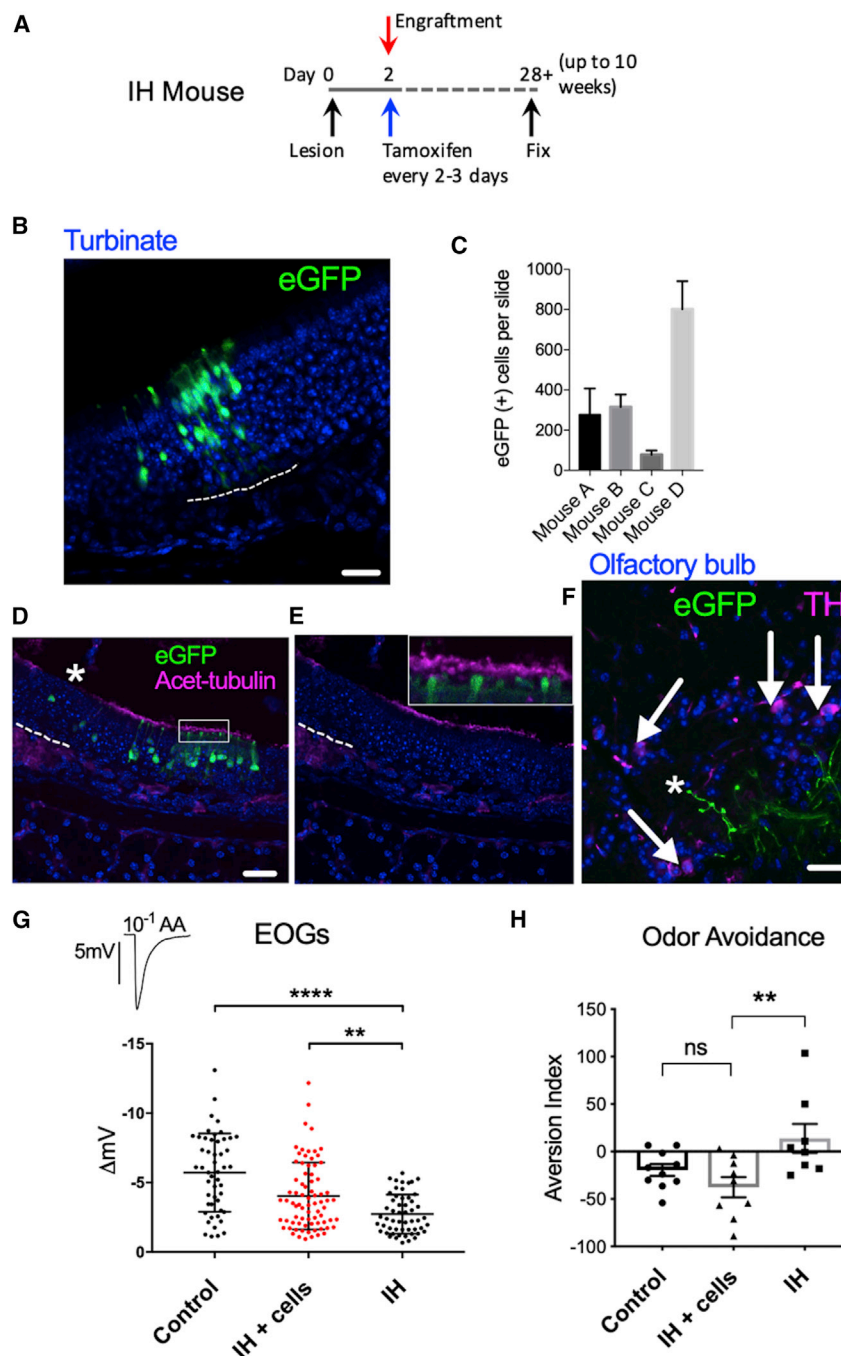 A
Engraftment
Day 0 2 28+ (up to 10
weeks)
IH Mouse
Lesion Tamoxifen Fix
every 2-3 days
B
Turbinate
eGFP
C
eGFP (+) cells per slide
1000
800
600
400
200
0
Mouse A
Mouse B
Mouse C
Mouse D
D
*
eGFP
Acet-tubulin
E
Olfactory bulb
F
eGFP TH
*
G
10-1 AA
5mV
EOGs
****
**
ΔmV
-15
-10
-5
0
Control
IH + cells
IH
H
Odor Avoidance
**
ns
Aversion Index
150
100
50
0
-50
-100
Control
IH + cells
IH